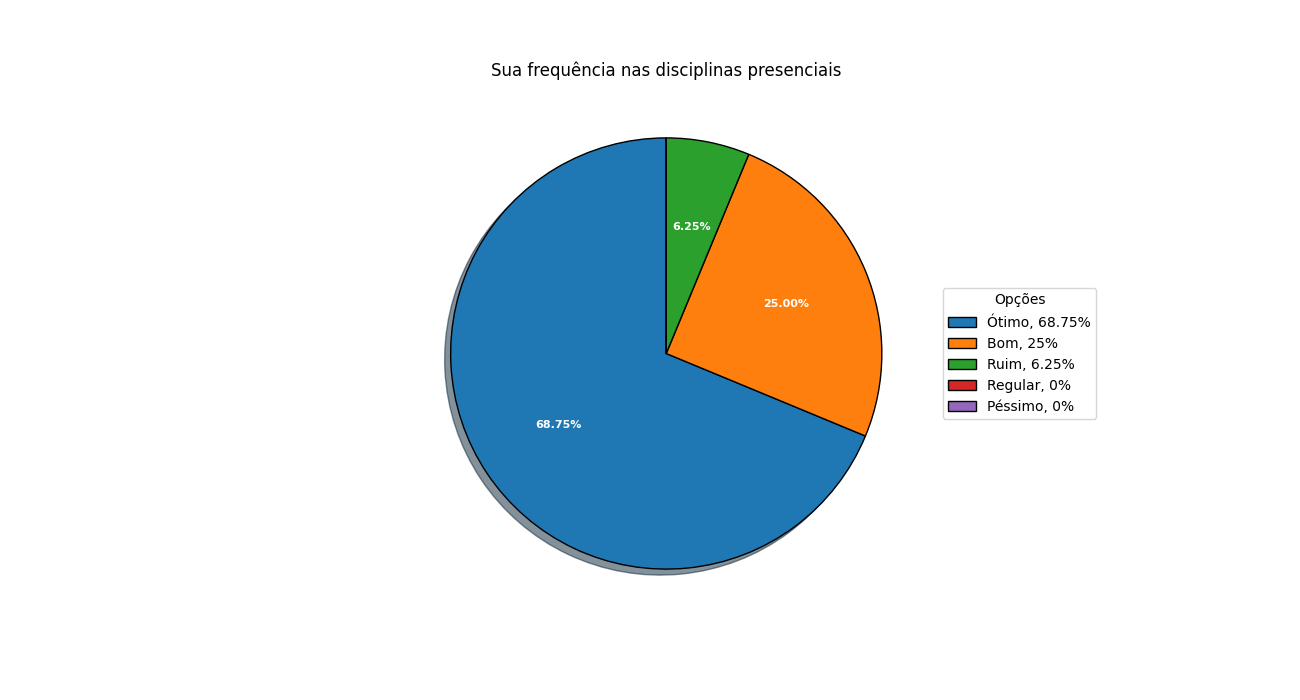 Sua frequência nas disciplinas presenciais
6.25%
25.00%
68.75%
Opções
Ótimo, 68.75%
Bom, 25%
Ruim, 6.25%
Regular, 0%
Péssimo, 0%